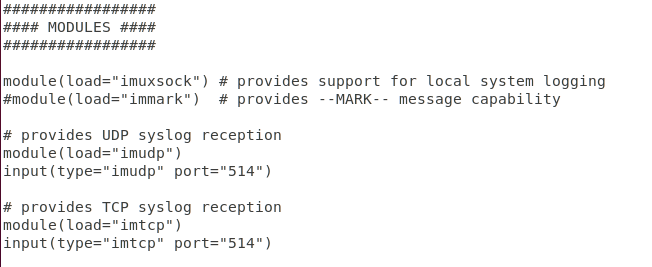 #################
#### MODULES ####
#################
module(load="imuxsock") # provides support for local system logging
#module(load="immark")  # provides --MARK-- message capability
# provides UDP syslog reception
module(load="imudp")
input(type="imudp" port="514")
# provides TCP syslog reception
module(load="imtcp")
input(type="imtcp" port="514")